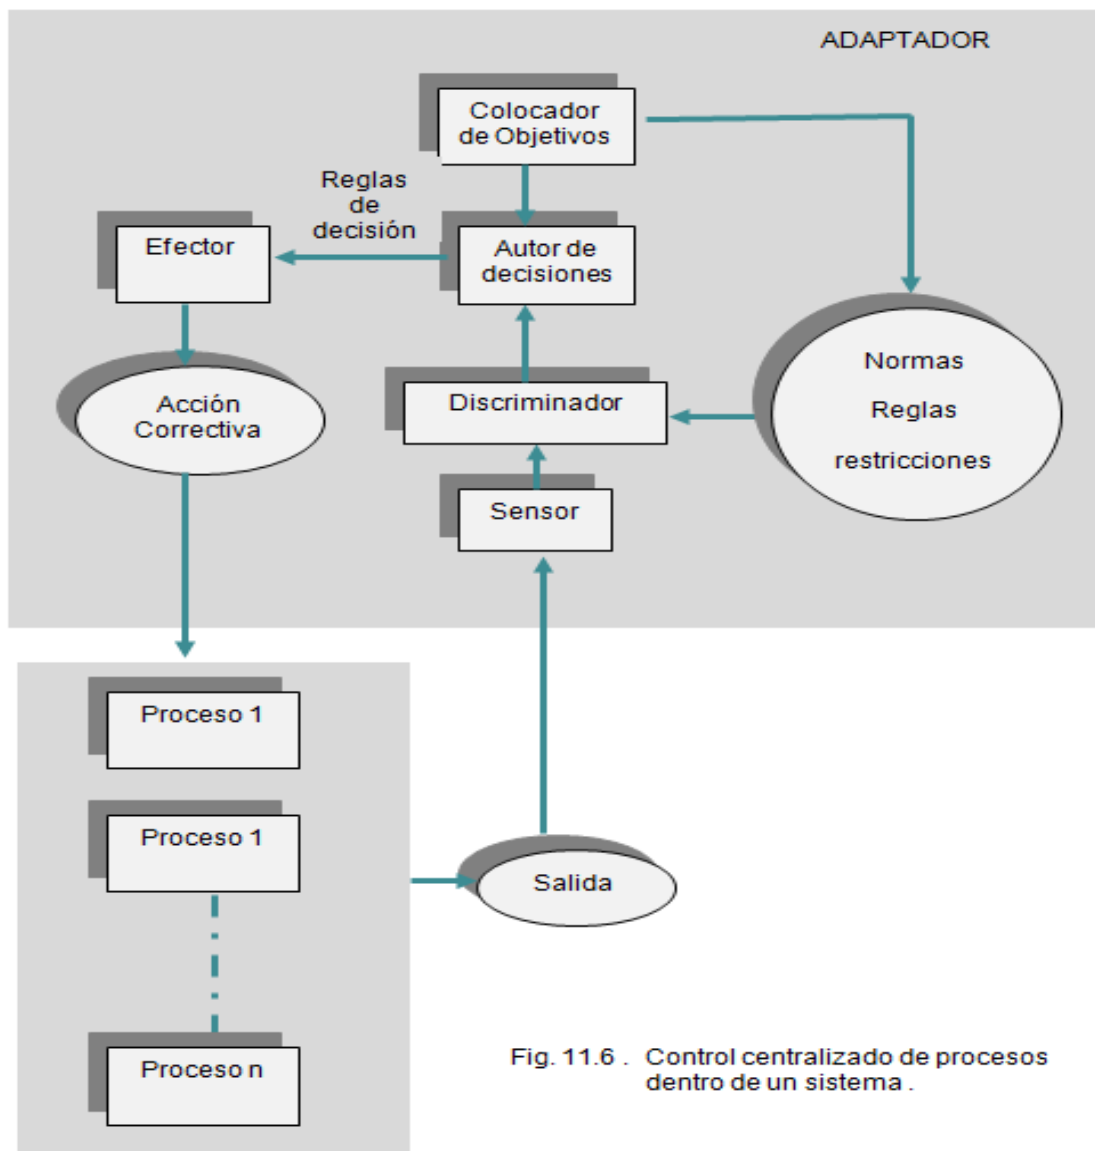 ADAPTADOR
Colocador
de Objetivos
Reglas
de
decisión
Efector
Autor de
decisiones
Normas
Reglas
restricciones
Acción
Correctiva
Discriminador
Sensor
Proceso 1
Proceso 1
Salida
Proceso n
Fig. 11.6 . Control centralizado de procesos
dentro de un sistema .